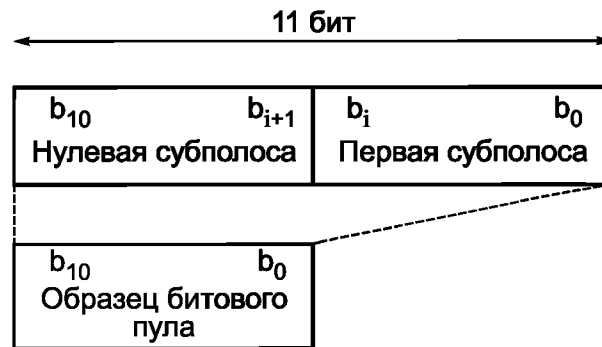 11 бит
b10 bi+1 bi b0
Нулевая субполоса Первая субполоса
b10 b0
Образец битового
пула